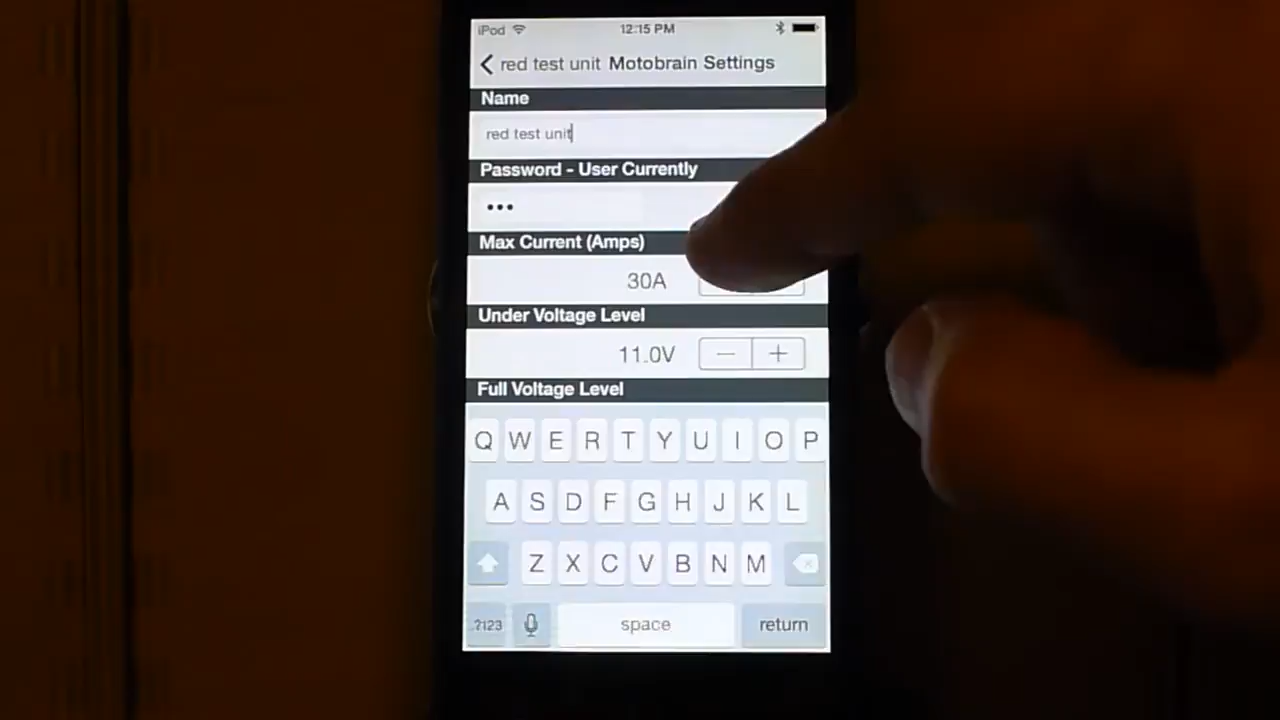 iPod 12:15 PM
red test unit Motobrain Settings
Name
red test unit
Password - User Currently
•••
Max Current (Amps)
30A
Under Voltage Level
11.0V − +
Full Voltage Level
Q W E R T Y U I O P
A S D F G H J K L
Z X C V B N M
.?123 space return